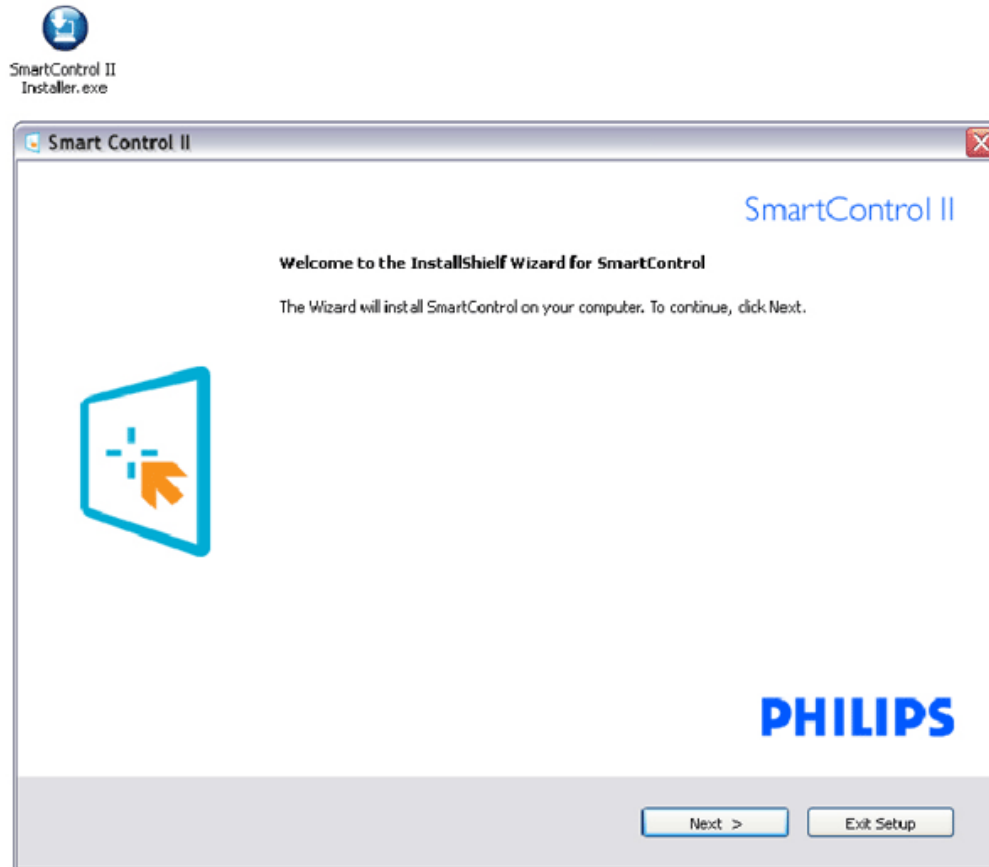 SmartControl II
Installer.exe
Smart Control II
SmartControl II
Welcome to the InstallShielf Wizard for SmartControl
The Wizard will install SmartControl on your computer. To continue, click Next.
PHILIPS
Next >
Exit Setup